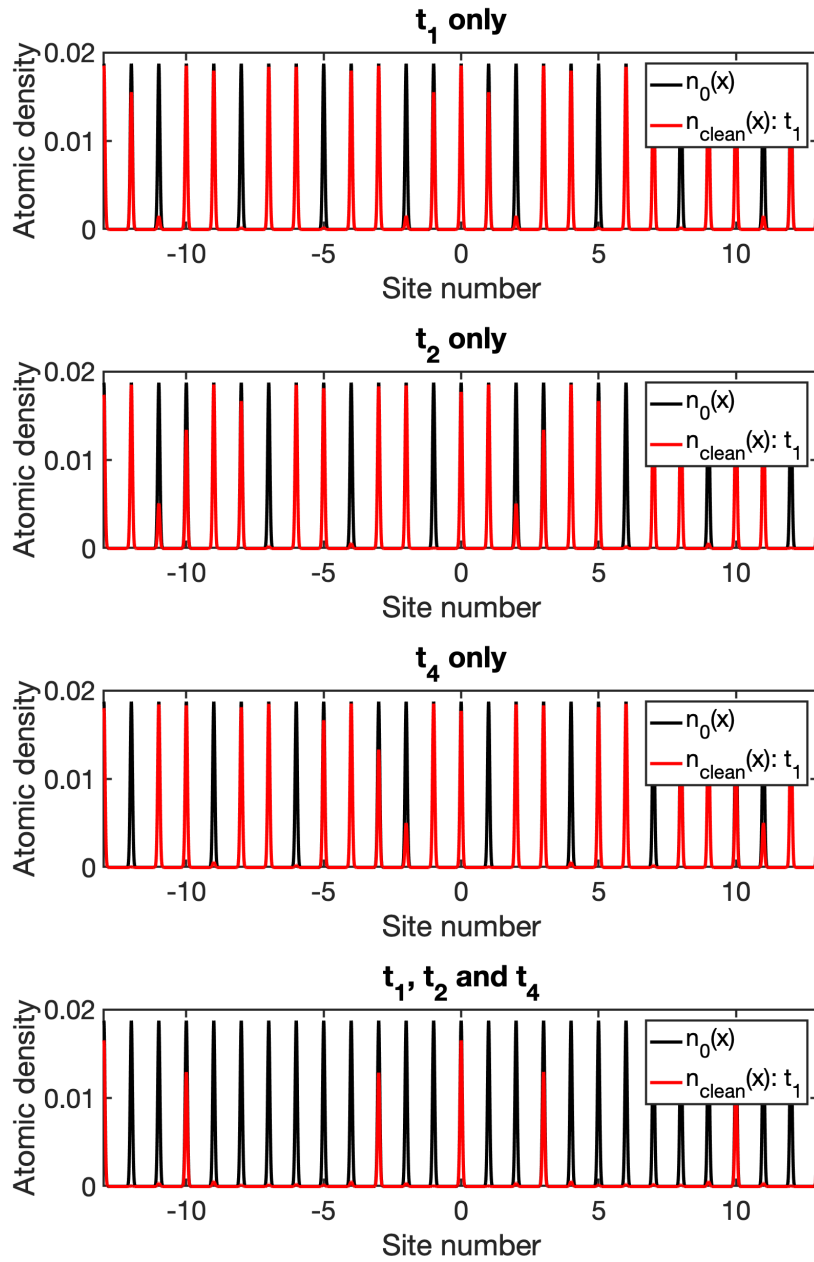 t₁ only
0.02
0.01
0
Atomic density
n₀(x)
n_clean(x): t₁
-10 -5 0 5 10
Site number
t₂ only
0.02
0.01
0
Atomic density
n₀(x)
n_clean(x): t₁
-10 -5 0 5 10
Site number
t₄ only
0.02
0.01
0
Atomic density
n₀(x)
n_clean(x): t₁
-10 -5 0 5 10
Site number
t₁, t₂ and t₄
0.02
0.01
0
Atomic density
n₀(x)
n_clean(x): t₁
-10 -5 0 5 10
Site number